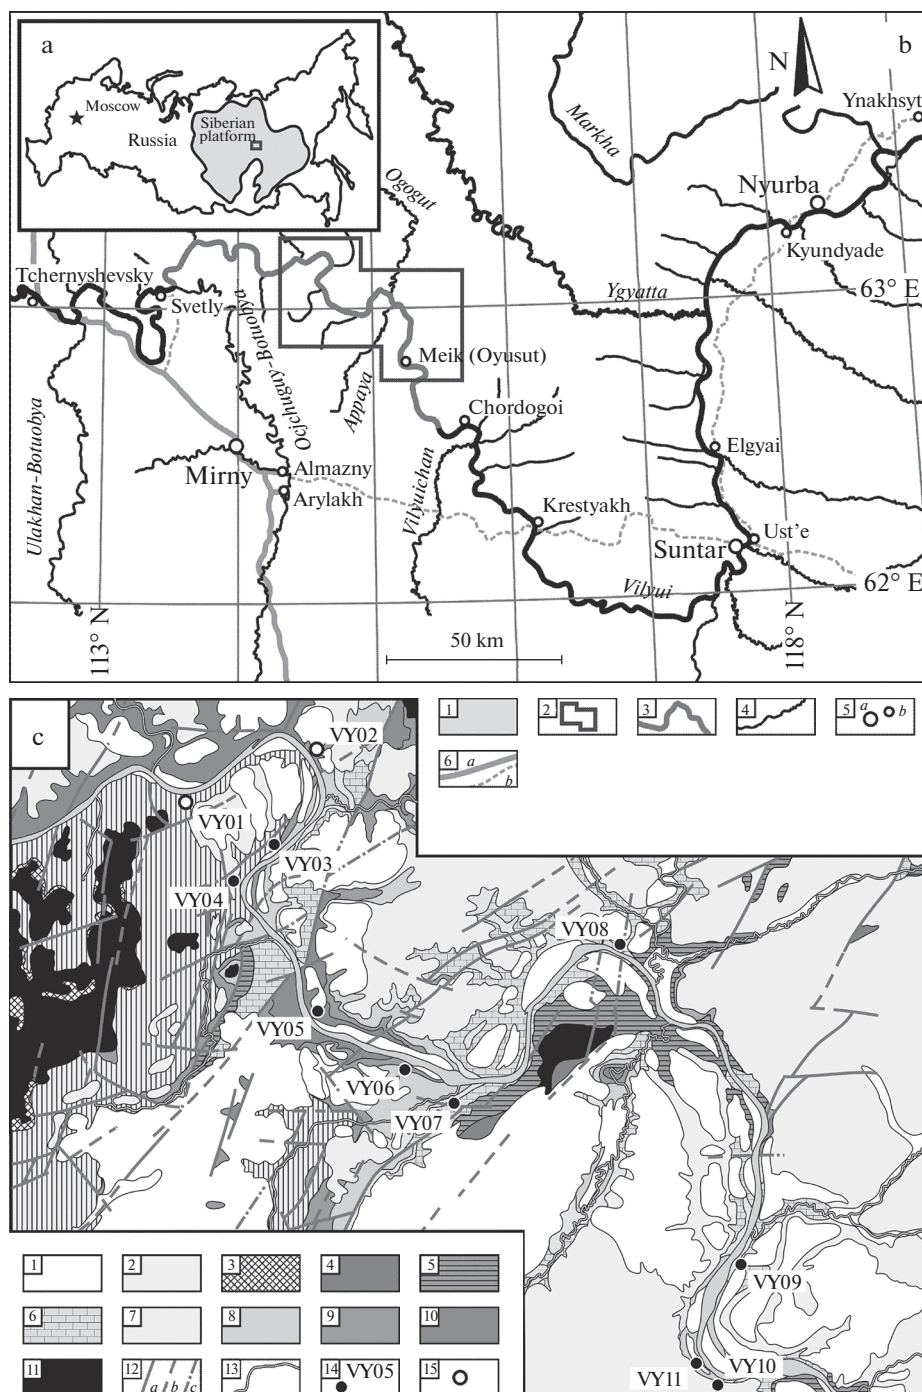 a
b
N
Moscow
Russia
Siberian
platform
Markha
Ynakhsyt
Ogogut
Nyurba
Kyundyade
Tchernyshevsky
Svetly
Ygyatta
63° E
Meik (Oyusut)
Appaya
Chordogoi
Ulakhan-Botuobya
Mirny
Almazny
Arylakh
Vilyuichan
Elgyai
Krestyakh
Suntar
Ust’e
Vilyui
62° E
113° N
118° N
50 km
c
1
2
3
4
5 a b
6 a
b
VY02
VY01
VY03
VY04
VY08
VY05
VY06
VY07
VY09
VY10
VY11
1
2
3
4
5
6
7
8
9
10
11
12 a b c
13
14 VY05
15